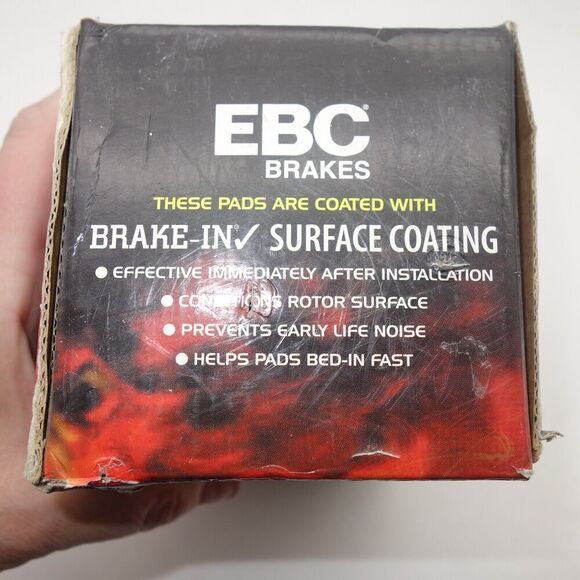 EBC®
BRAKES
THESE PADS ARE COATED WITH
BRAKE-IN®✓ SURFACE COATING
● EFFECTIVE IMMEDIATELY AFTER INSTALLATION
● CONDITIONS ROTOR SURFACE
● PREVENTS EARLY LIFE NOISE
● HELPS PADS BED-IN FAST